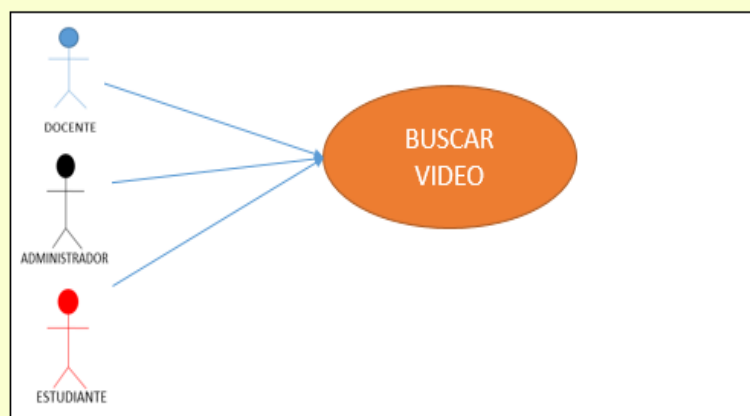 DOCENTE
ADMINISTRADOR
ESTUDIANTE
BUSCAR
VIDEO